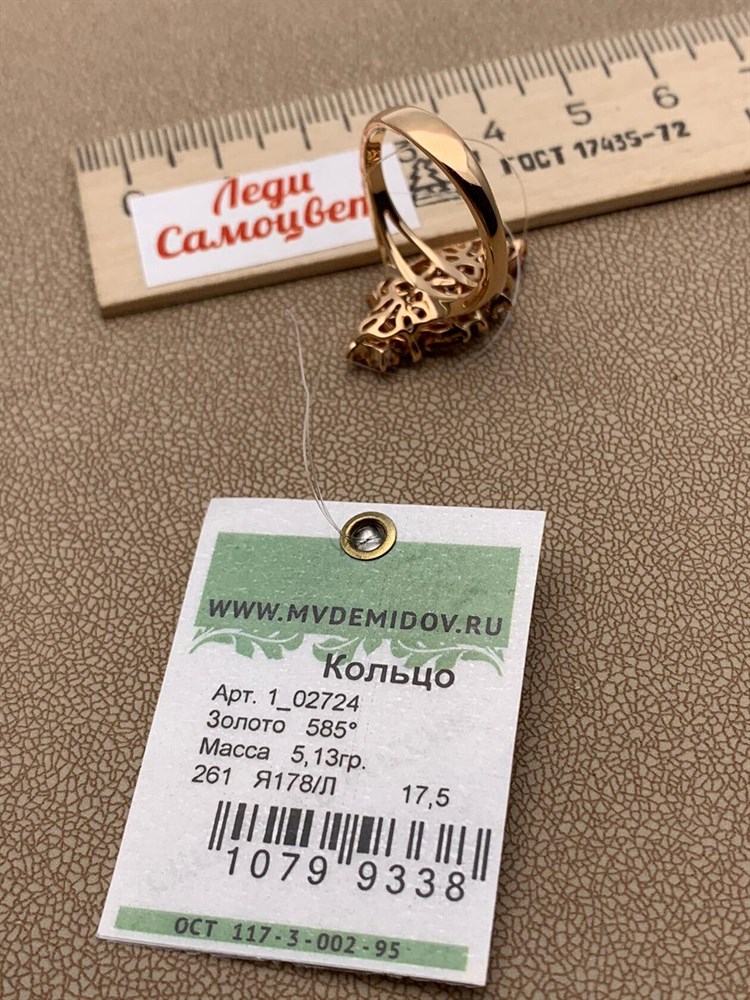 0 4 5 6
ГОСТ 17435-72
Леди
Самоцвет
WWW.MVDEMIDOV.RU
Кольцо
Арт. 1_02724
Золото 585°
Масса 5,13гр.
261 Я178/Л 17,5
1079 9338
ОСТ 117-3-002-95